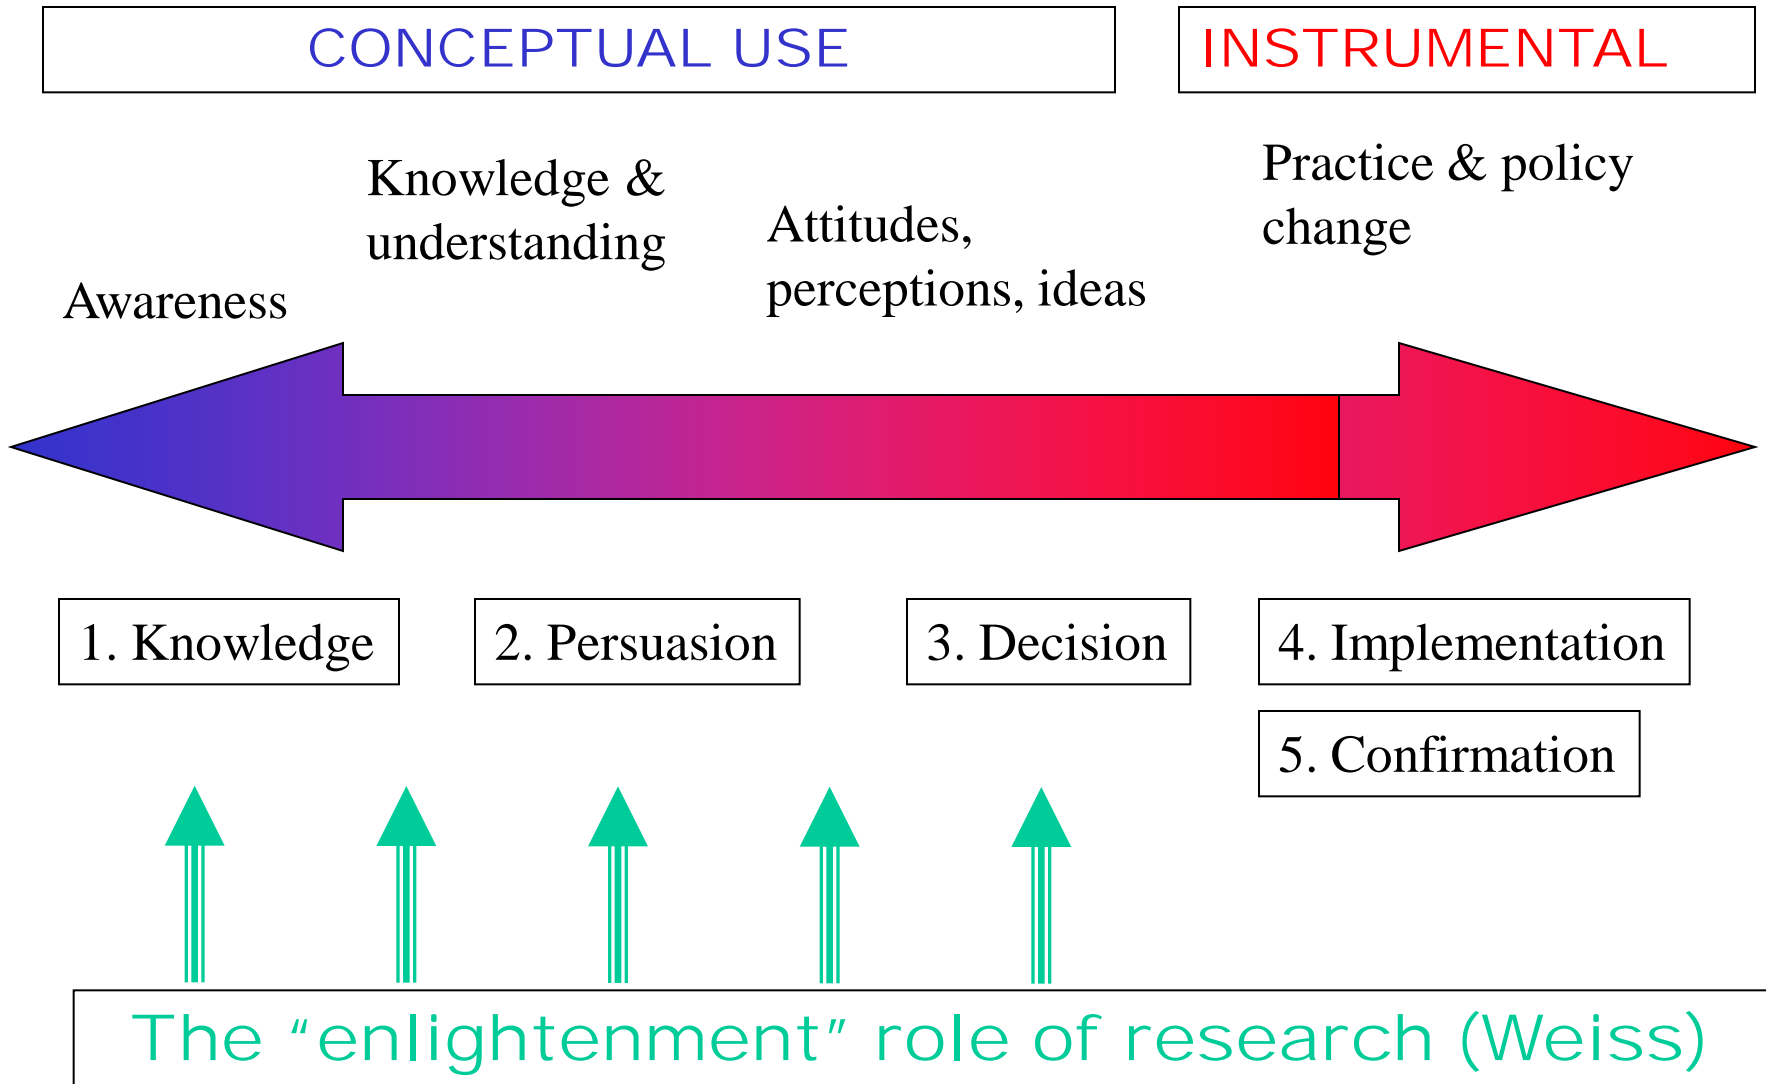 CONCEPTUAL USE
INSTRUMENTAL
Awareness
Knowledge &
understanding
Attitudes,
perceptions, ideas
Practice & policy
change
1. Knowledge
2. Persuasion
3. Decision
4. Implementation
5. Confirmation
The “enlightenment” role of research (Weiss)